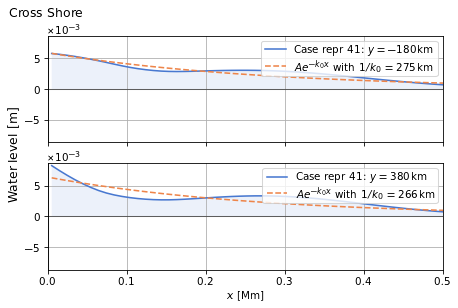 Cross Shore
×10⁻³
Case repr 41: y = −180 km
Ae^{−k₀x} with 1/k₀ = 275 km
5
0
−5
×10⁻³
Case repr 41: y = 380 km
Ae^{−k₀x} with 1/k₀ = 266 km
5
0
−5
0.0 0.1 0.2 0.3 0.4 0.5
x [Mm]
Water level [m]